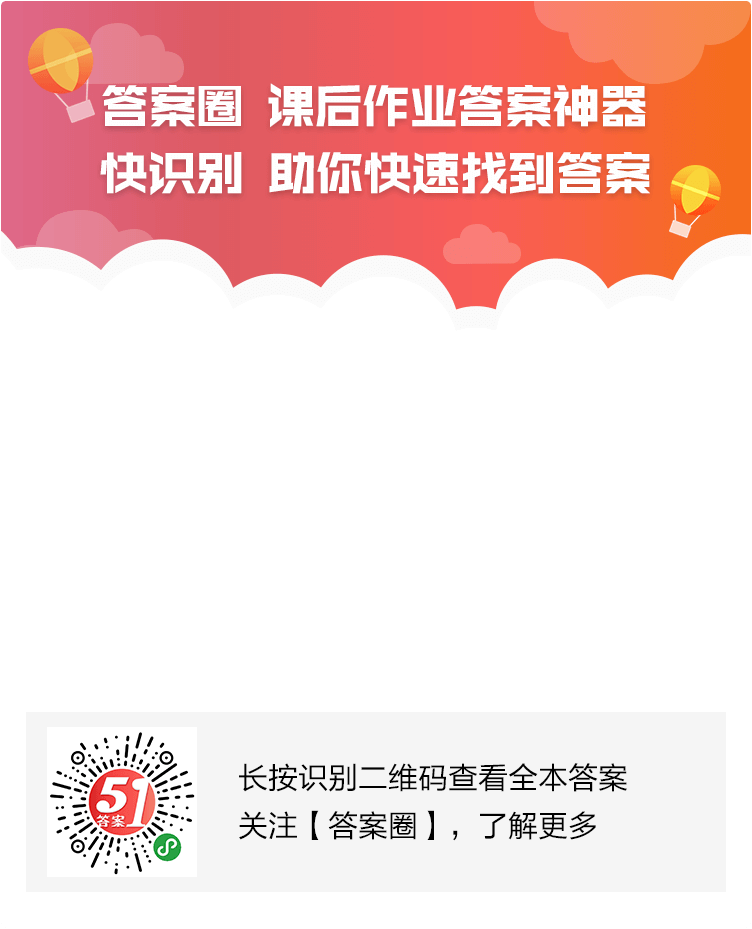 答案圈 课后作业答案神器
快识别 助你快速找到答案
51
答案
长按识别二维码查看全本答案
关注【答案圈】，了解更多